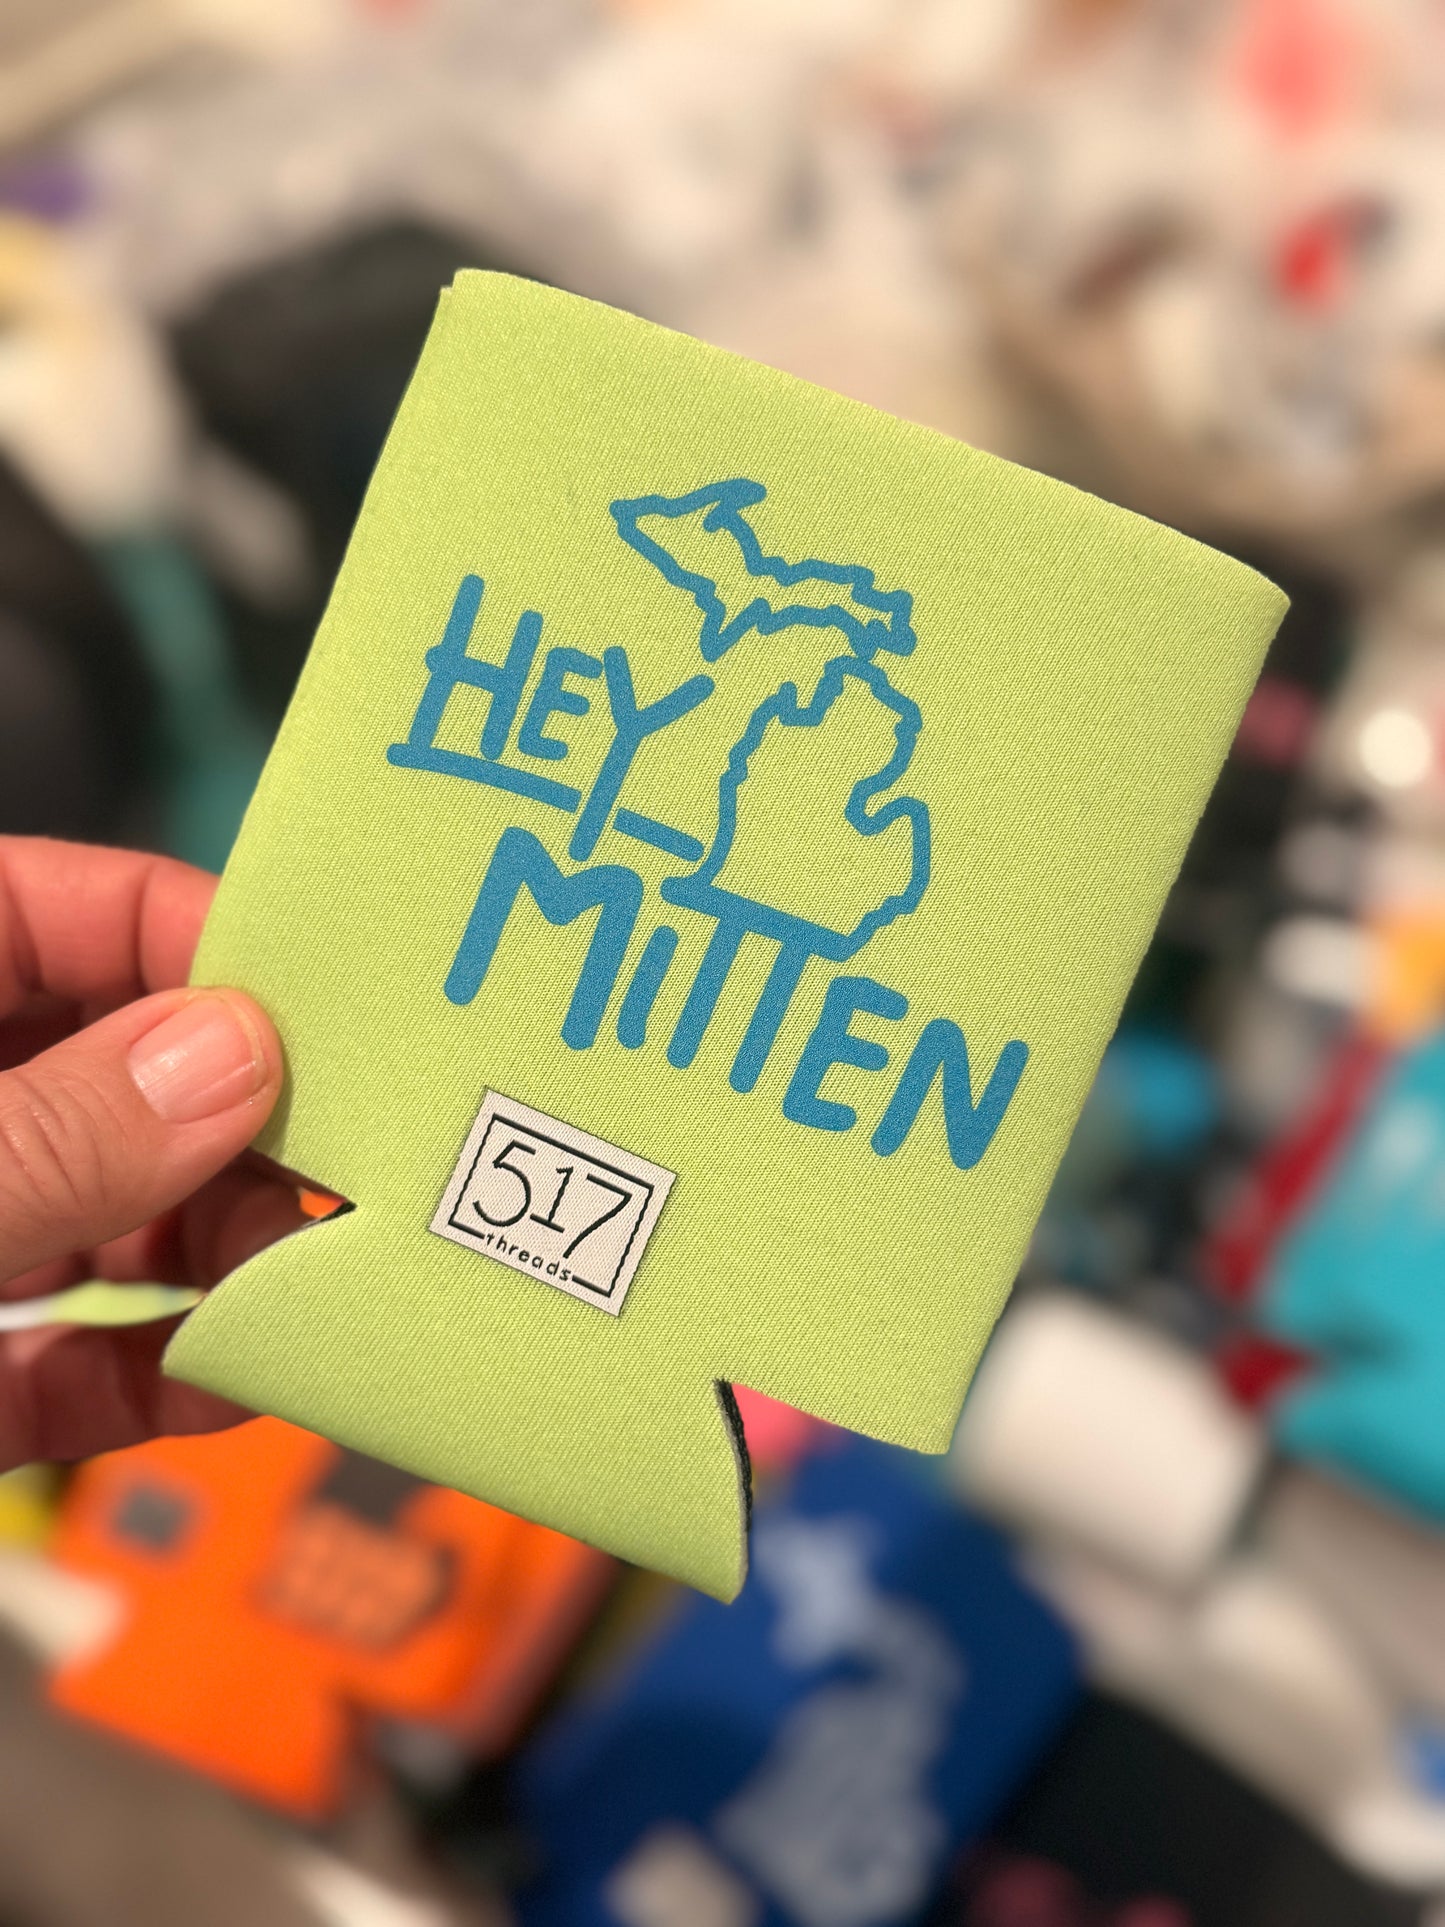 HEY
MITTEN
517
threads